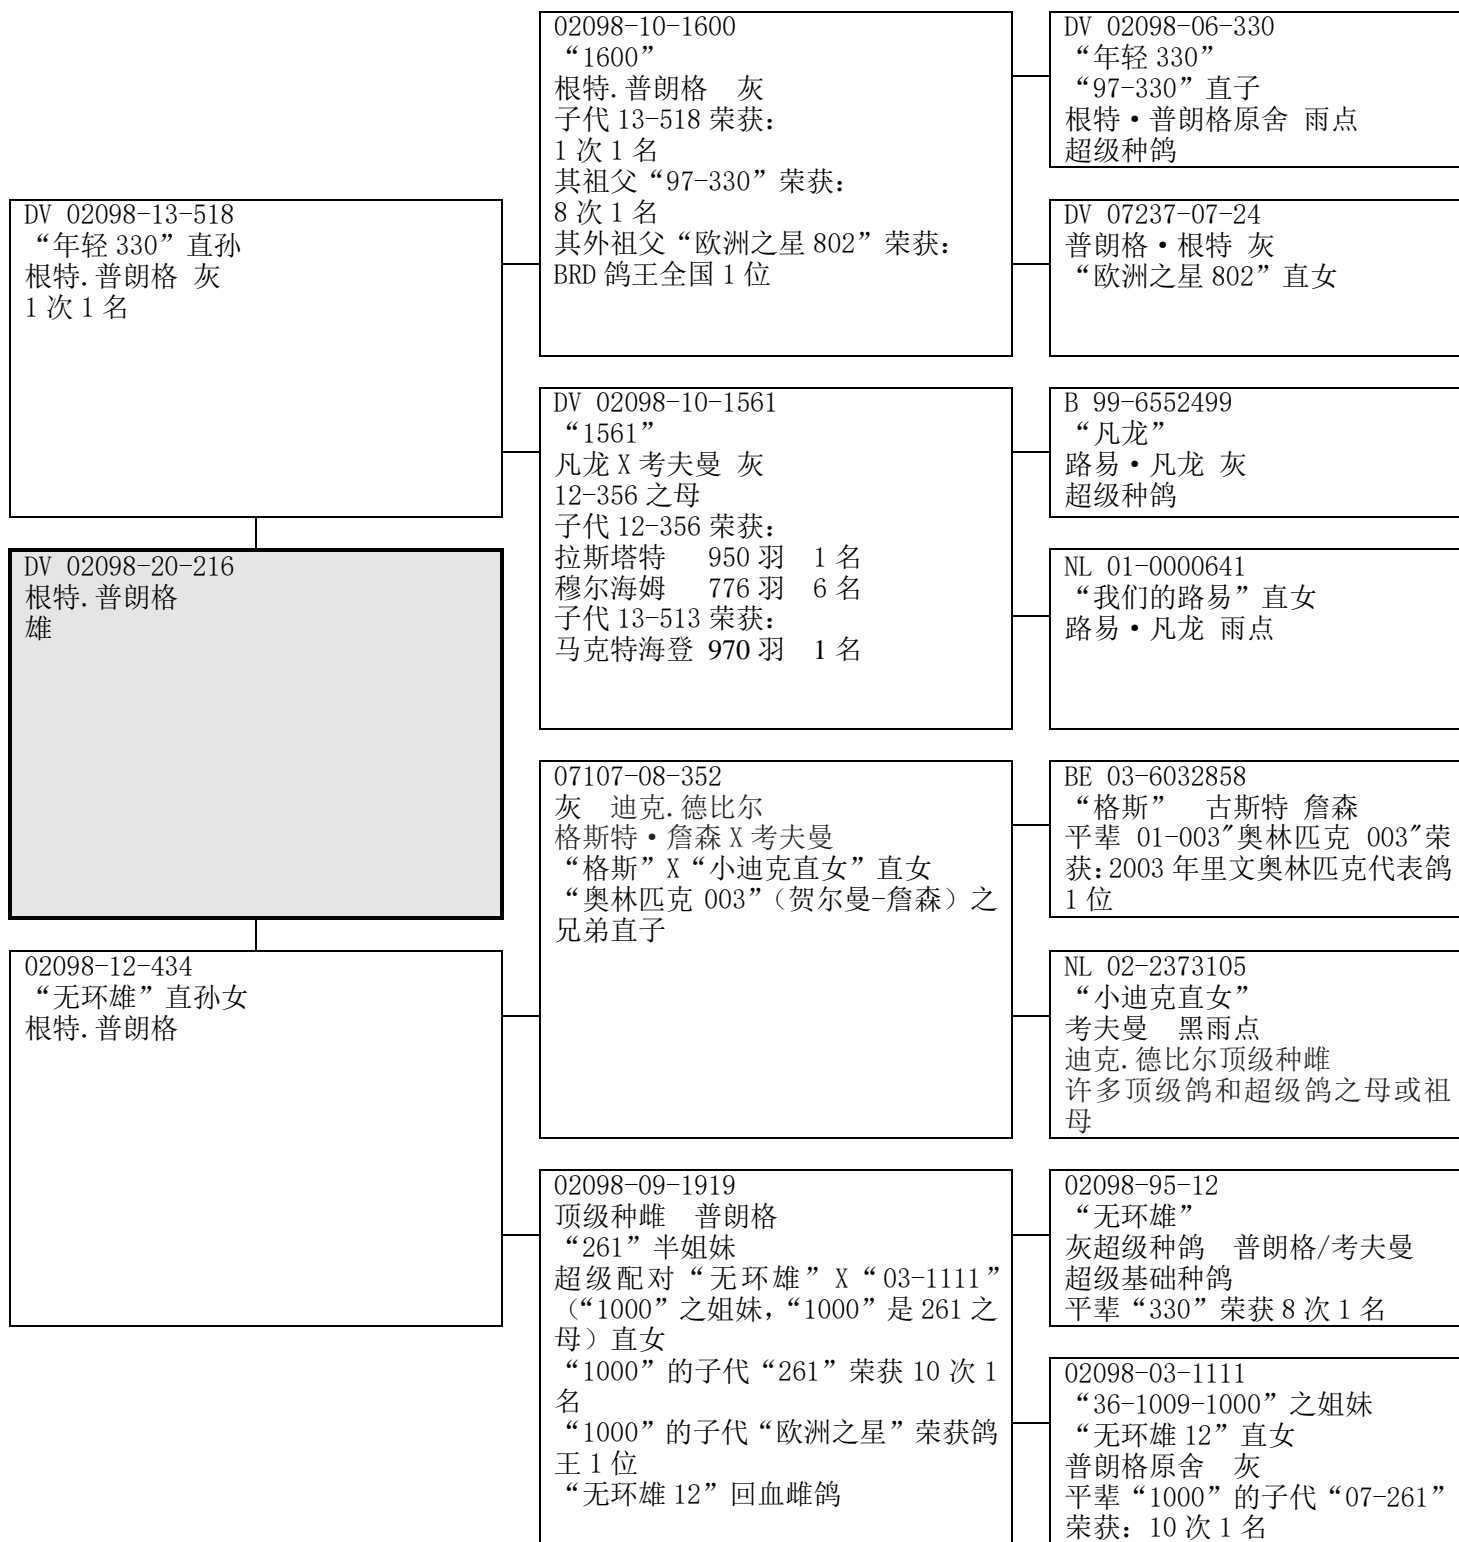 DV 02098-13-518
“年轻 330”直孙
根特.普朗格 灰
1 次 1 名
DV 02098-20-216
根特.普朗格
雄
02098-12-434
“无环雄”直孙女
根特.普朗格
02098-10-1600
“1600”
根特.普朗格 灰
子代 13-518 荣获：
1 次 1 名
其祖父“97-330”荣获：
8 次 1 名
其外祖父“欧洲之星 802”荣获：
BRD 鸽王全国 1 位
DV 02098-10-1561
“1561”
凡龙 X 考夫曼 灰
12-356 之母
子代 12-356 荣获：
拉斯塔特 950 羽 1 名
穆尔海姆 776 羽 6 名
子代 13-513 荣获：
马克特海登 970 羽 1 名
07107-08-352
灰 迪克.德比尔
格斯特·詹森 X 考夫曼
“格斯”X“小迪克直女”直女
“奥林匹克 003”（贺尔曼-詹森）之
兄弟直子
02098-09-1919
顶级种雌 普朗格
“261”半姐妹
超级配对“无环雄”X“03-1111”
（“1000”之姐妹，“1000”是 261 之
母）直女
“1000”的子代“261”荣获 10 次 1
名
“1000”的子代“欧洲之星”荣获鸽
王 1 位
“无环雄 12”回血雌鸽
DV 02098-06-330
“年轻 330”
“97-330”直子
根特·普朗格原舍 雨点
超级种鸽
DV 07237-07-24
普朗格·根特 灰
“欧洲之星 802”直女
B 99-6552499
“凡龙”
路易·凡龙 灰
超级种鸽
NL 01-0000641
“我们的路易”直女
路易·凡龙 雨点
BE 03-6032858
“格斯” 古斯特 詹森
平辈 01-003"奥林匹克 003"荣
获:2003 年里文奥林匹克代表鸽
1 位
NL 02-2373105
“小迪克直女”
考夫曼 黑雨点
迪克.德比尔顶级种雌
许多顶级鸽和超级鸽之母或祖
母
02098-95-12
“无环雄”
灰超级种鸽 普朗格/考夫曼
超级基础种鸽
平辈“330”荣获 8 次 1 名
02098-03-1111
“36-1009-1000”之姐妹
“无环雄 12”直女
普朗格原舍 灰
平辈“1000”的子代“07-261”
荣获：10 次 1 名